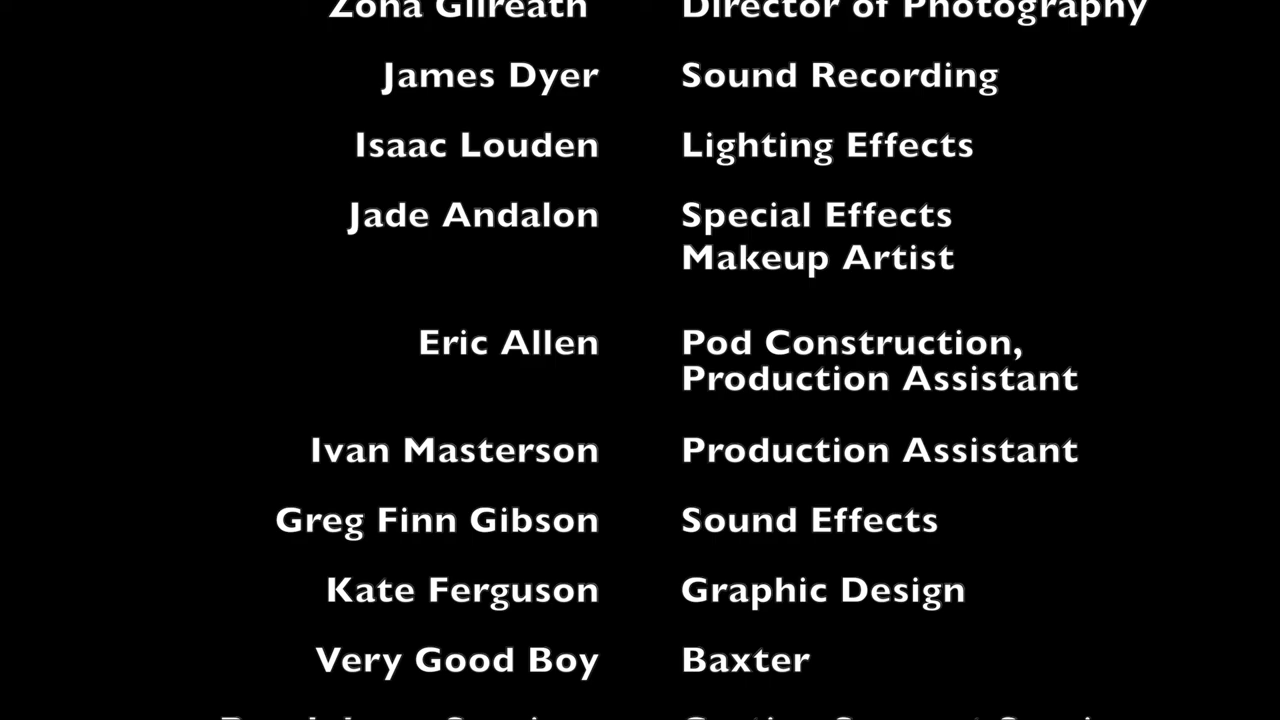 Zona Gilreath Director of Photography
James Dyer Sound Recording
Isaac Louden Lighting Effects
Jade Andalon Special Effects
Makeup Artist
Eric Allen Pod Construction,
Production Assistant
Ivan Masterson Production Assistant
Greg Finn Gibson Sound Effects
Kate Ferguson Graphic Design
Very Good Boy Baxter